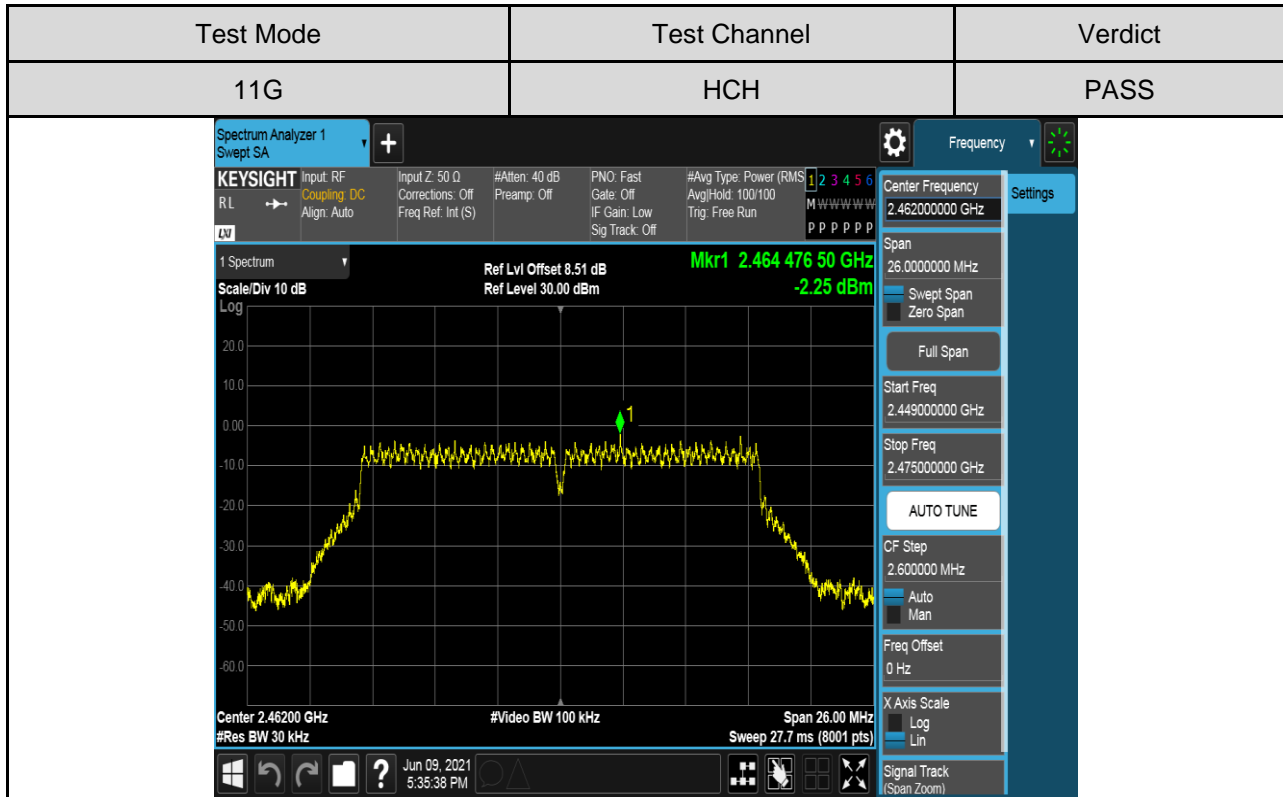 Test Mode Test Channel Verdict
11G HCH PASS
Spectrum Analyzer 1
Swept SA
Frequency
KEYSIGHT Input: RF Input Z: 50 Ω #Atten: 40 dB PNO: Fast #Avg Type: Power (RMS 1 2 3 4 5 6
RL Coupling: DC Corrections: Off Preamp: Off Gate: Off Avg|Hold: 100/100 M W W W W W
Align: Auto Freq Ref: Int (S) IF Gain: Low Trig: Free Run
LXI Sig Track: Off P P P P P P
1 Spectrum Ref Lvl Offset 8.51 dB Mkr1 2.464 476 50 GHz
Scale/Div 10 dB Ref Level 30.00 dBm -2.25 dBm
Log
20.0
10.0
0.00
-10.0
-20.0
-30.0
-40.0
-50.0
-60.0
1
Center 2.46200 GHz #Video BW 100 kHz Span 26.00 MHz
#Res BW 30 kHz Sweep 27.7 ms (8001 pts)
Jun 09, 2021
5:35:38 PM
?
Settings
Center Frequency
2.462000000 GHz
Span
26.0000000 MHz
Swept Span
Zero Span
Full Span
Start Freq
2.449000000 GHz
Stop Freq
2.475000000 GHz
AUTO TUNE
CF Step
2.600000 MHz
Auto
Man
Freq Offset
0 Hz
X Axis Scale
Log
Lin
Signal Track
(Span Zoom)